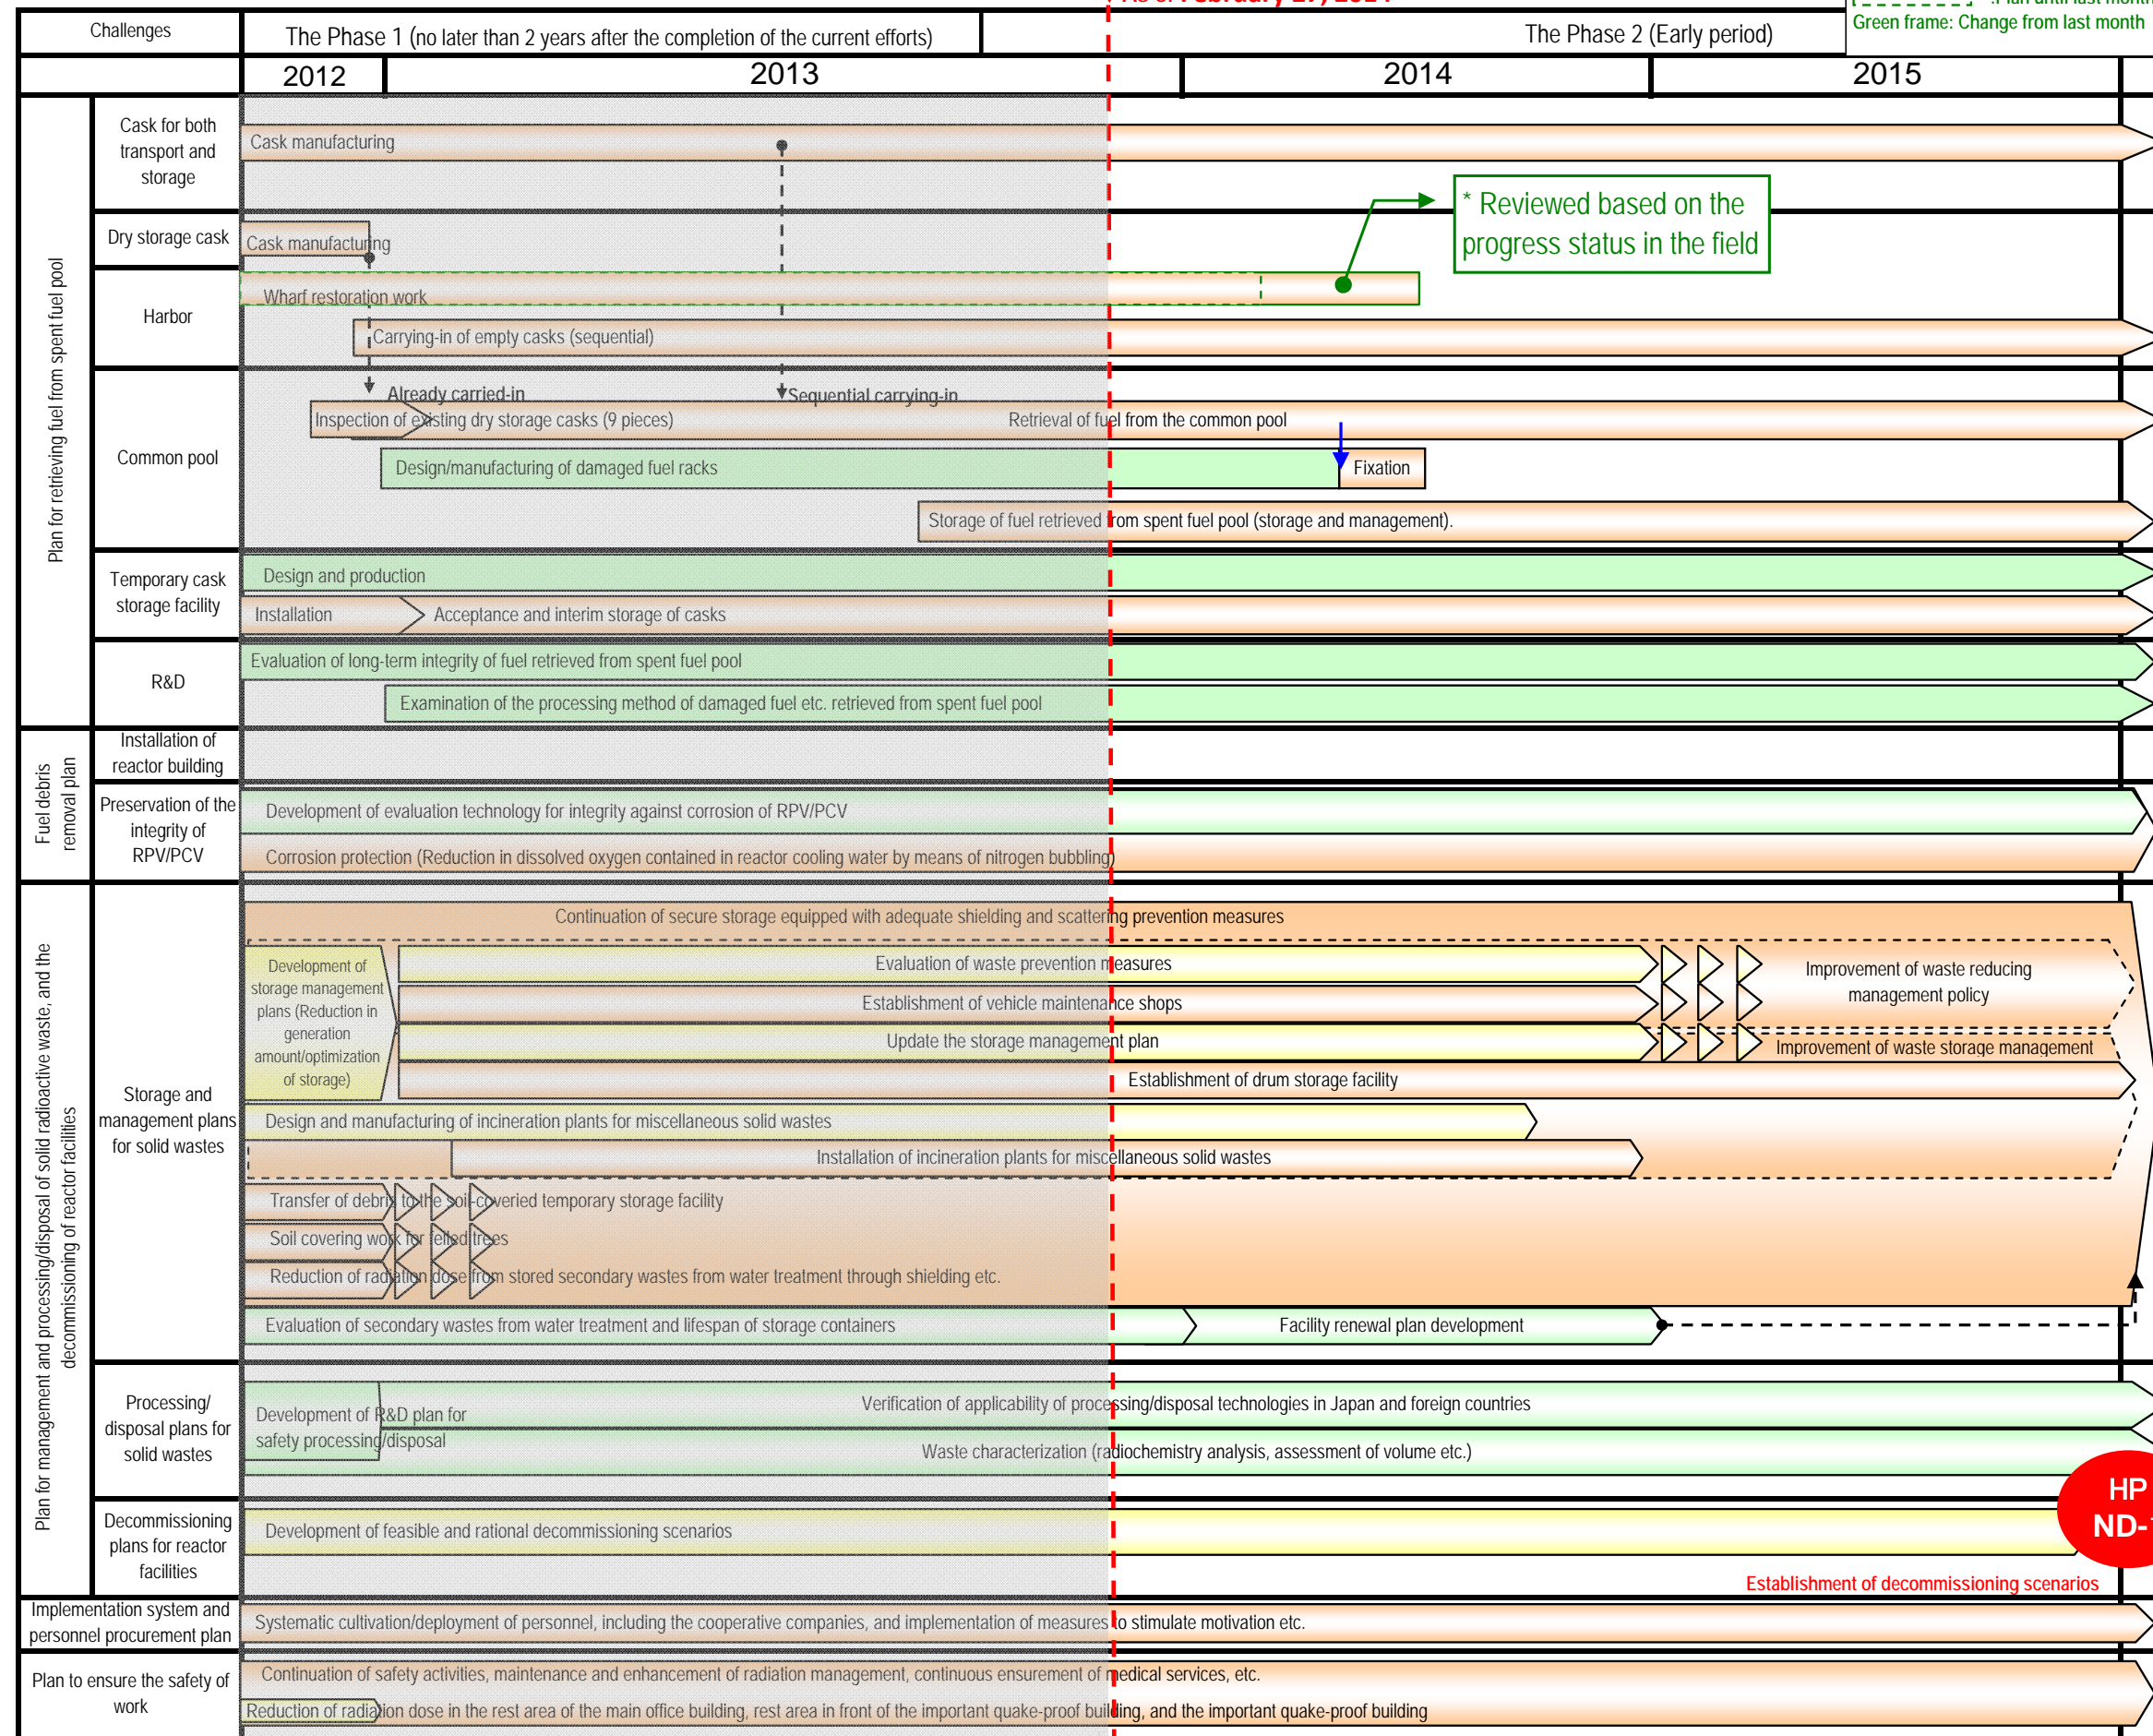 As of February 27, 2014
:Plan until last month
Green frame: Change from last month
Challenges
The Phase 1 (no later than 2 years after the completion of the current efforts)
The Phase 2 (Early period)
2012
2013
2014
2015
Plan for retrieving fuel from spent fuel pool
Cask for both
transport and
storage
Cask manufacturing
* Reviewed based on the
progress status in the field
Dry storage cask
Cask manufacturing
Harbor
Wharf restoration work
Carrying-in of empty casks (sequential)
Common pool
Already carried-in
Sequential carrying-in
Inspection of existing dry storage casks (9 pieces)
Retrieval of fuel from the common pool
Design/manufacturing of damaged fuel racks
Fixation
Storage of fuel retrieved from spent fuel pool (storage and management).
Temporary cask
storage facility
Design and production
Installation
Acceptance and interim storage of casks
R&D
Evaluation of long-term integrity of fuel retrieved from spent fuel pool
Examination of the processing method of damaged fuel etc. retrieved from spent fuel pool
Fuel debris
removal plan
Installation of
reactor building
Preservation of the
integrity of
RPV/PCV
Development of evaluation technology for integrity against corrosion of RPV/PCV
Corrosion protection (Reduction in dissolved oxygen contained in reactor cooling water by means of nitrogen bubbling)
Plan for management and processing/disposal of solid radioactive waste, and the
decommissioning of reactor facilities
Storage and
management plans
for solid wastes
Continuation of secure storage equipped with adequate shielding and scattering prevention measures
Development of
storage management
plans (Reduction in
generation
amount/optimization
of storage)
Evaluation of waste prevention measures
Establishment of vehicle maintenance shops
Improvement of waste reducing
management policy
Update the storage management plan
Improvement of waste storage management
Establishment of drum storage facility
Design and manufacturing of incineration plants for miscellaneous solid wastes
Installation of incineration plants for miscellaneous solid wastes
Transfer of debris to the soil-coveried temporary storage facility
Soil covering work for felled trees
Reduction of radiation dose from stored secondary wastes from water treatment through shielding etc.
Evaluation of secondary wastes from water treatment and lifespan of storage containers
Facility renewal plan development
Processing/
disposal plans for
solid wastes
Development of R&D plan for
safety processing/disposal
Verification of applicability of processing/disposal technologies in Japan and foreign countries
Waste characterization (radiochemistry analysis, assessment of volume etc.)
HP
ND-
Decommissioning
plans for reactor
facilities
Development of feasible and rational decommissioning scenarios
Establishment of decommissioning scenarios
Implementation system and
personnel procurement plan
Systematic cultivation/deployment of personnel, including the cooperative companies, and implementation of measures to stimulate motivation etc.
Plan to ensure the safety of
work
Continuation of safety activities, maintenance and enhancement of radiation management, continuous ensurement of medical services, etc.
Reduction of radiation dose in the rest area of the main office building, rest area in front of the important quake-proof building, and the important quake-proof building